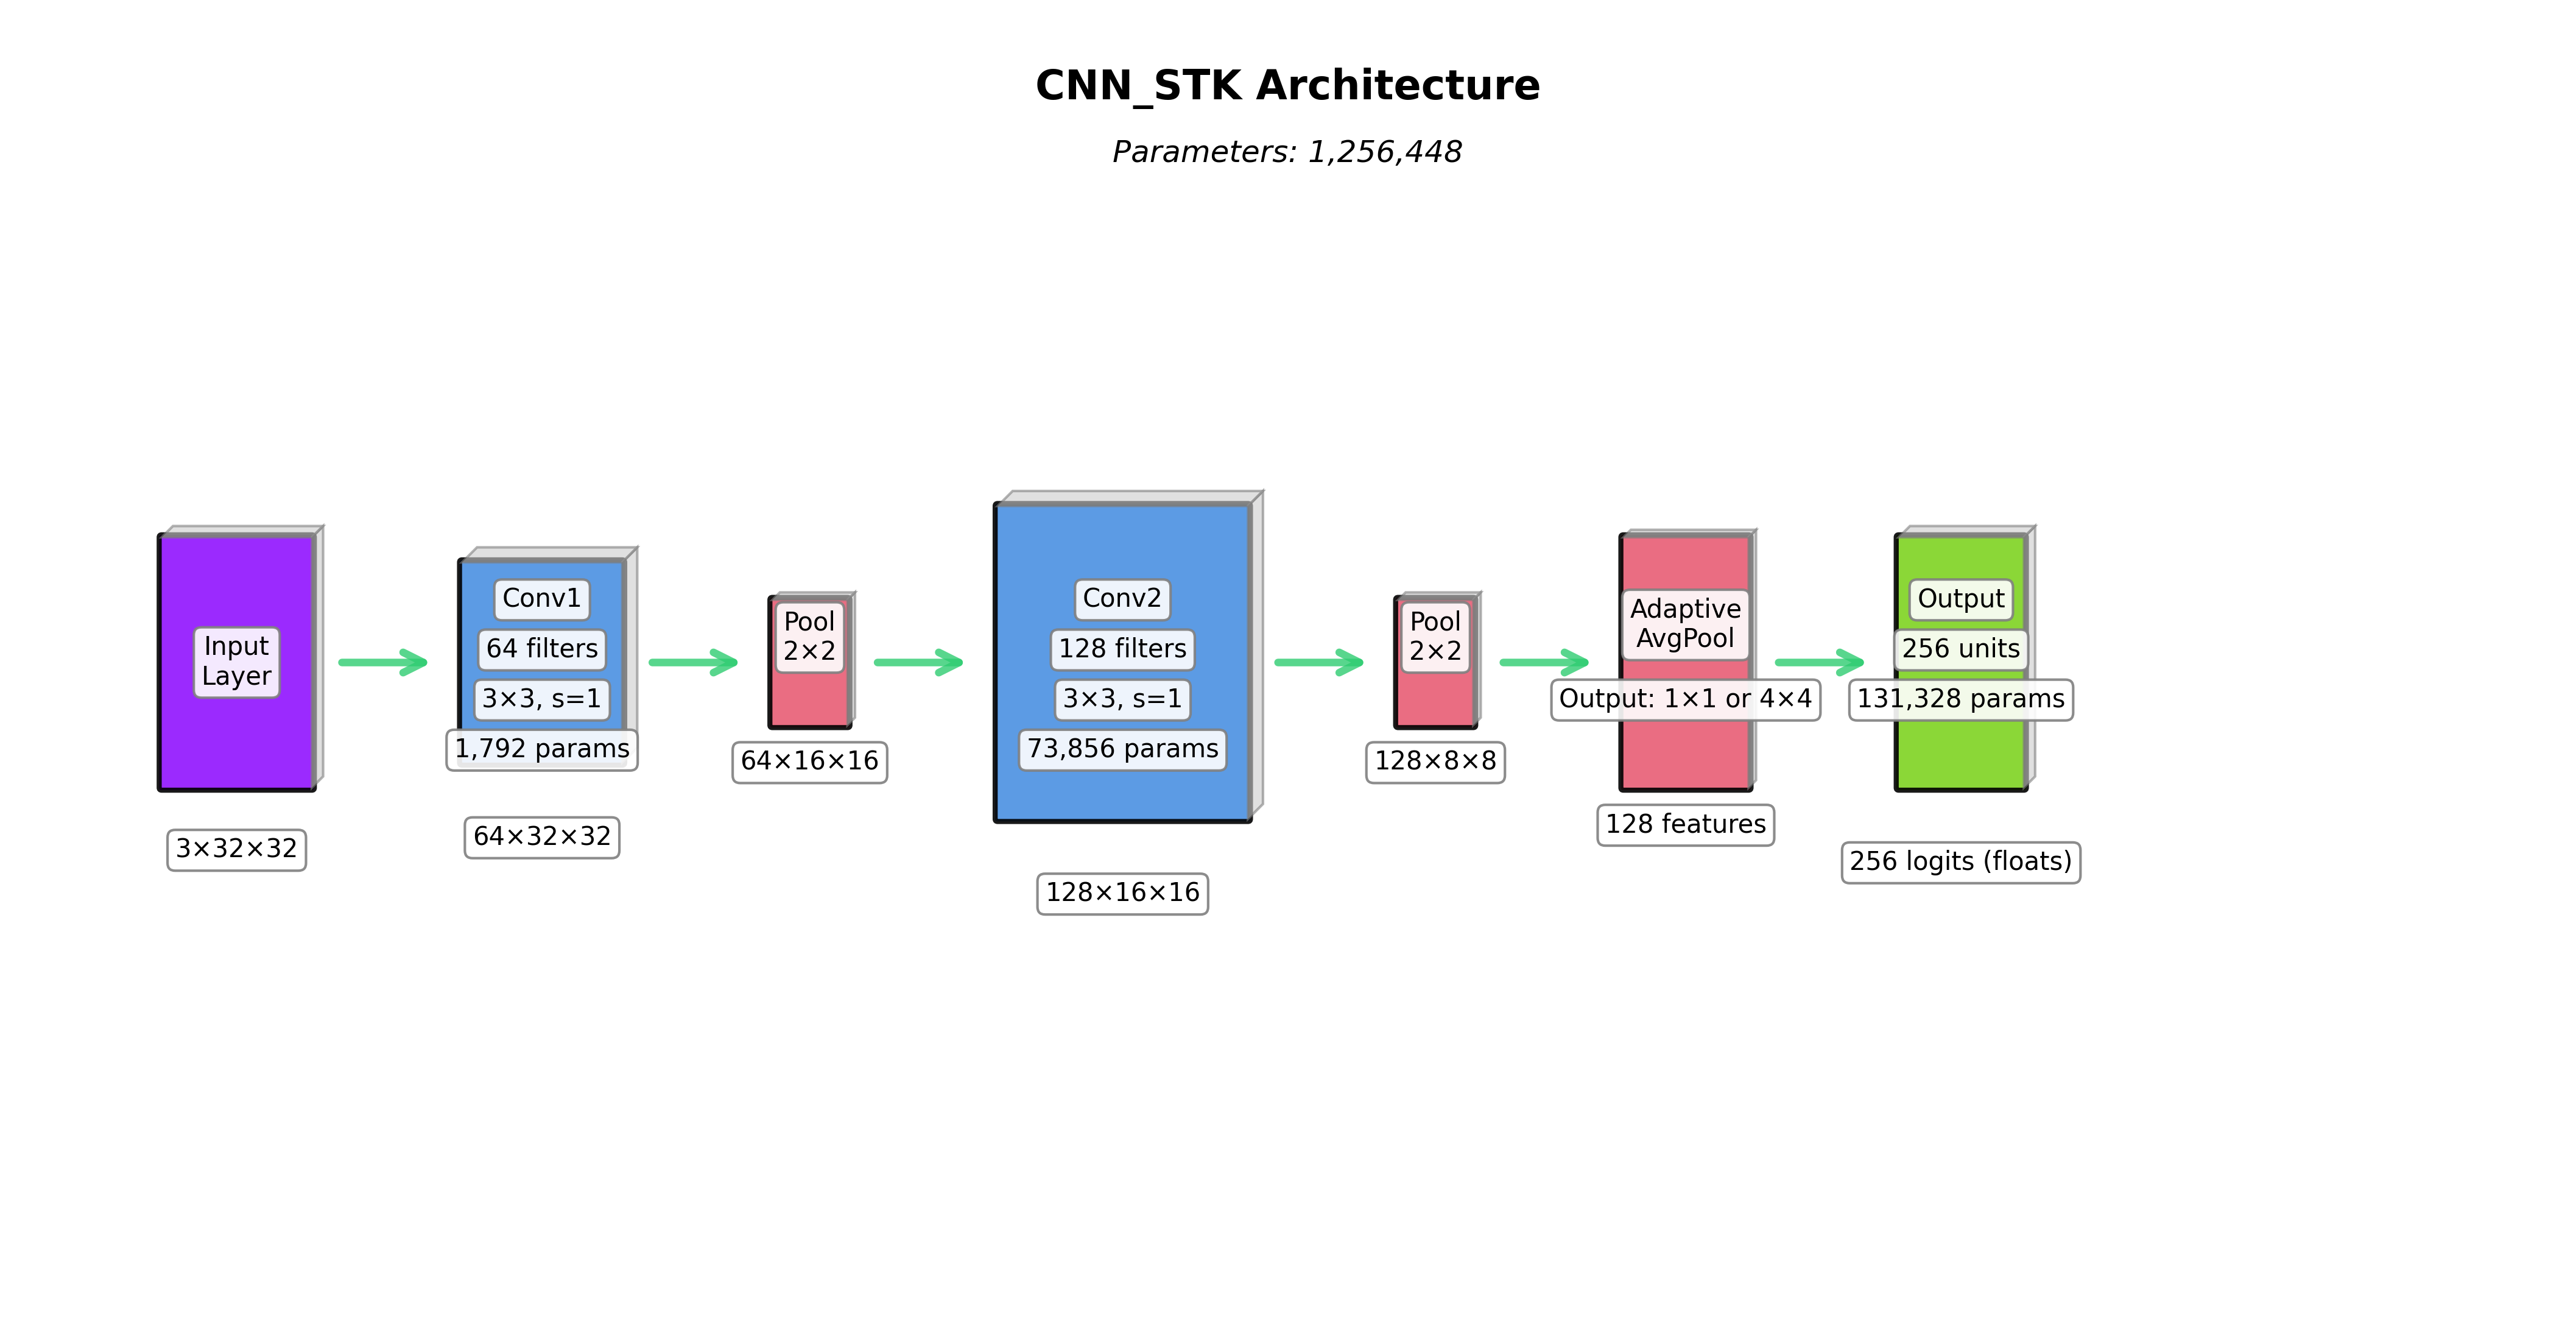 CNN_STK Architecture
Parameters: 1,256,448
Input
Layer
3×32×32
Conv1
64 filters
3×3, s=1
1,792 params
64×32×32
Pool
2×2
64×16×16
Conv2
128 filters
3×3, s=1
73,856 params
128×16×16
Pool
2×2
128×8×8
Adaptive
AvgPool
Output: 1×1 or 4×4
128 features
Output
256 units
131,328 params
256 logits (floats)